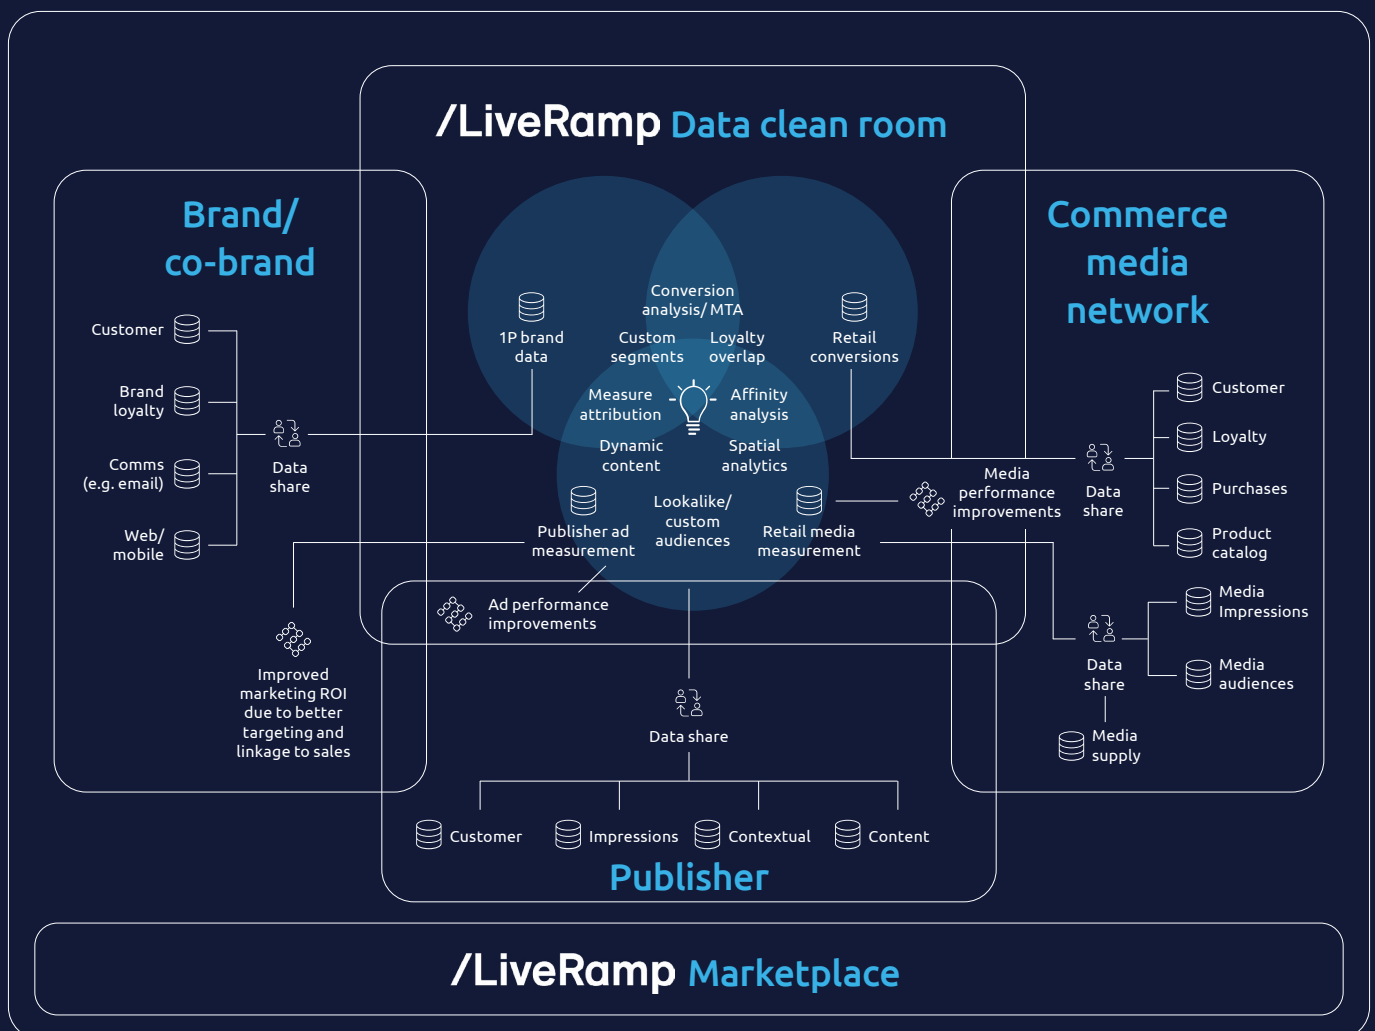 /LiveRamp Data clean room
Brand/
co-brand
Customer
Brand
loyalty
Comms
(e.g. email)
Web/
mobile
Data
share
Improved
marketing ROI
due to better
targeting and
linkage to sales
1P brand
data
Conversion
analysis/ MTA
Custom
segments
Loyalty
overlap
Retail
conversions
Measure
attribution
Affinity
analysis
Dynamic
content
Spatial
analytics
Publisher ad
measurement
Lookalike/
custom
audiences
Retail media
measurement
Ad performance
improvements
Media
performance
improvements
Commerce
media
network
Data
share
Customer
Loyalty
Purchases
Product
catalog
Data
share
Media
Impressions
Media
audiences
Media
supply
Data share
Customer
Impressions
Contextual
Content
Publisher
/LiveRamp Marketplace